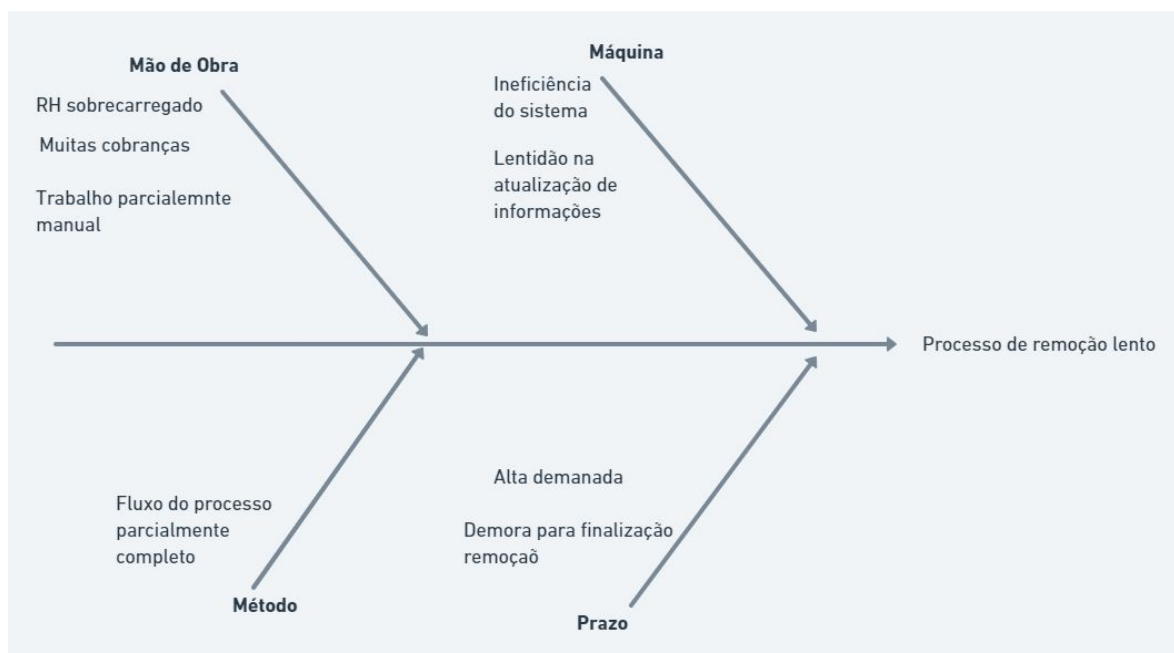 Mão de Obra
RH sobrecarregado
Muitas cobranças
Trabalho parcialemnte
manual
Máquina
Ineficiência
do sistema
Lentidão na
atualização de
informações
Processo de remoção lento
Fluxo do processo
parcialmente
completo
Método
Alta demanada
Demora para finalização
remoçaõ
Prazo